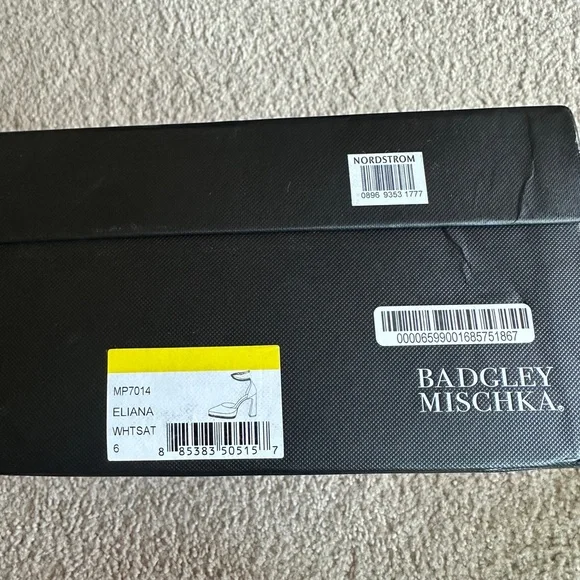 NORDSTROM
0896 9353 1777
00006599001685751867
MP7014
ELIANA
WHTSAT
6
8 85383 50515 7
BADGLEY
MISCHKA®